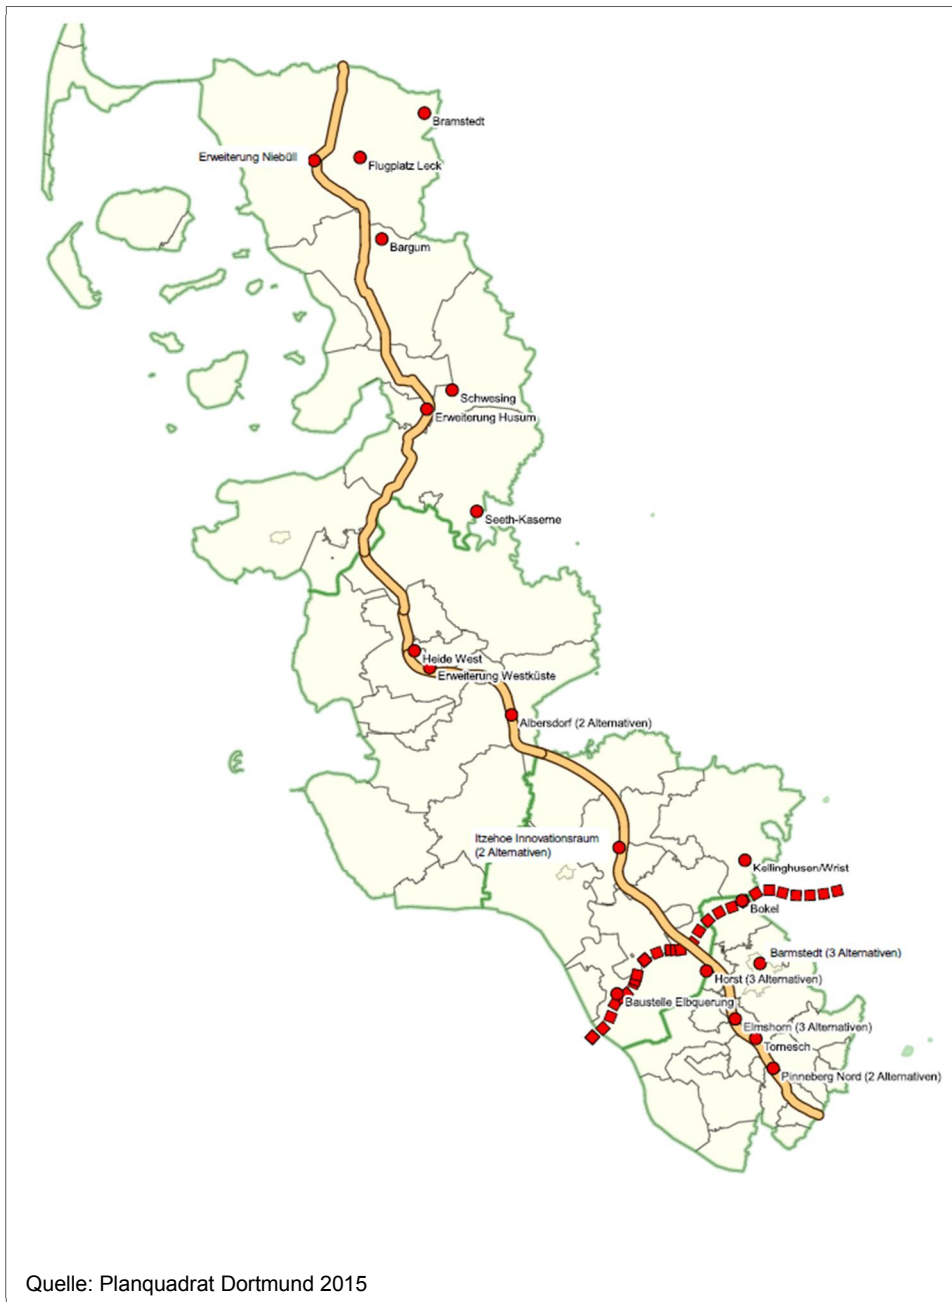 Bramstedt
Erweiterung Niebüll
Flugplatz Leck
Bargum
Schwesing
Erweiterung Husum
Seeth-Kaserne
Heide West
Erweiterung Westküste
Albersdorf (2 Alternativen)
Itzehoe Innovationsraum
(2 Alternativen)
Kellinghusen/Wrist
Bokel
Barmstedt (3 Alternativen)
Horst (3 Alternativen)
Baustelle Elbquerung
Elmshorn (3 Alternativen)
Tornesch
Pinneberg Nord (2 Alternativen)
Quelle: Planquadrat Dortmund 2015